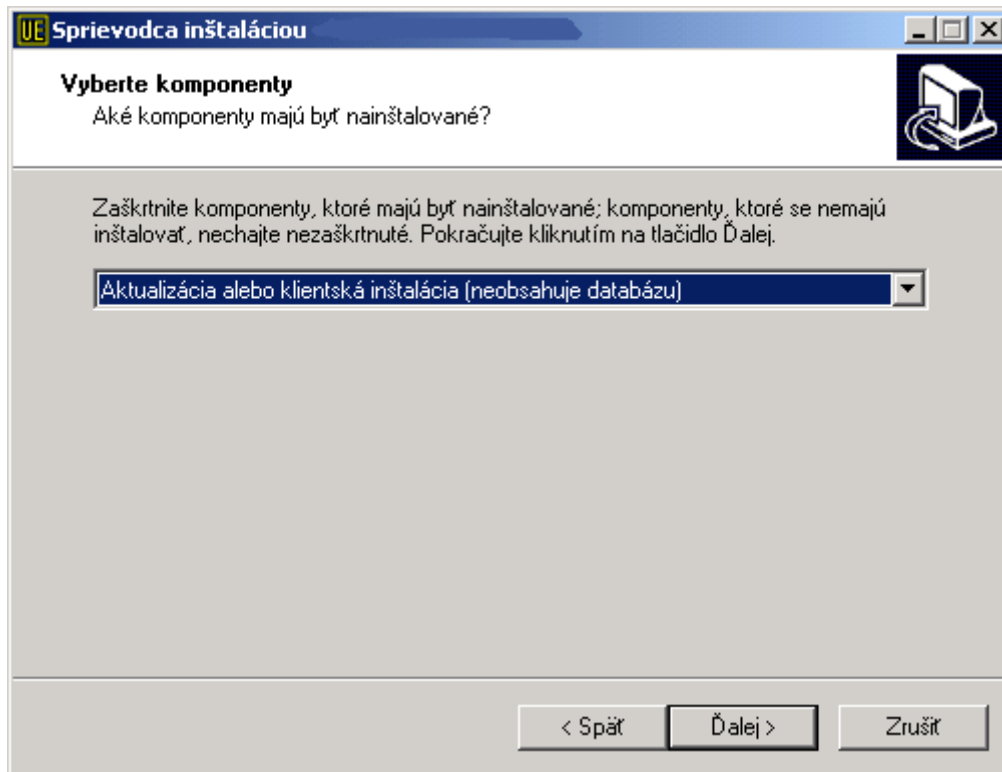 UE Sprievodca inštaláciou
Vyberte komponenty
Aké komponenty majú byť nainštalované?
Zaškrtnite komponenty, ktoré majú byť nainštalované; komponenty, ktoré se nemajú
inštalovať, nechajte nezaškrtnuté. Pokračujte kliknutím na tlačidlo Ďalej.
Aktualizácia alebo klientská inštalácia (neobsahuje databázu)
< Späť Ďalej > Zrušiť